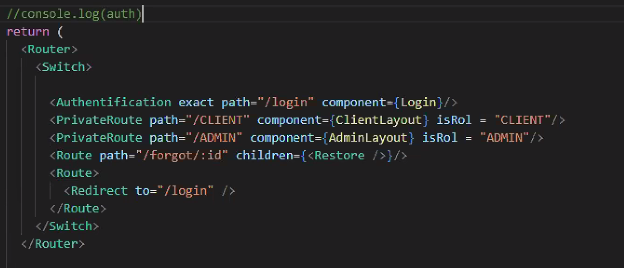 //console.log(auth)
return (
<Router>
<Switch>
<Authentification exact path="/login" component={Login}/>
<PrivateRoute path="/CLIENT" component={ClientLayout} isRol = "CLIENT"/>
<PrivateRoute path="/ADMIN" component={AdminLayout} isRol = "ADMIN"/>
<Route path="/forgot/:id" children={<Restore />}/>
<Route>
<Redirect to="/login" />
</Route>
</Switch>
</Router>